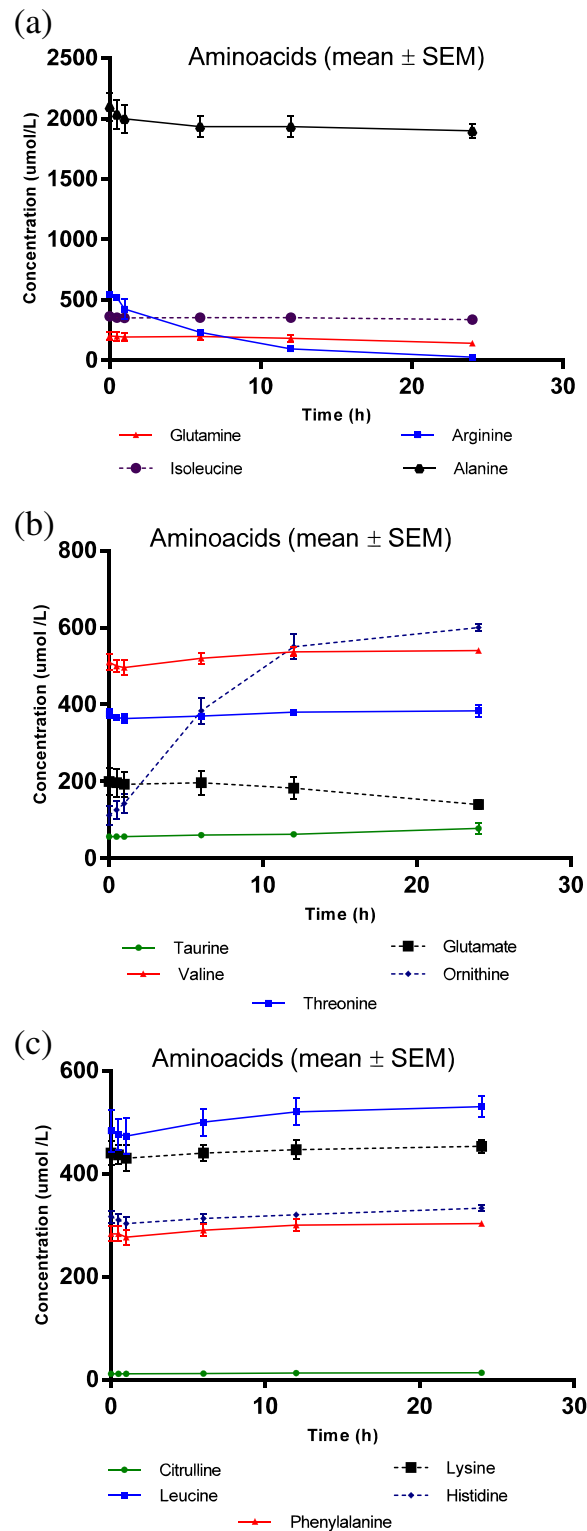 (a)
Aminoacids (mean ± SEM)
2500
2000
1500
1000
500
0
Concentration (umol/L)
0 10 20 30
Time (h)
Glutamine Arginine
Isoleucine Alanine
(b)
Aminoacids (mean ± SEM)
800
600
400
200
0
Concentration (umol /L)
0 10 20 30
Time (h)
Taurine Glutamate
Valine Ornithine
Threonine
(c)
Aminoacids (mean ± SEM)
600
400
200
0
Concentration (umol /L)
0 10 20 30
Time (h)
Citrulline Lysine
Leucine Histidine
Phenylalanine